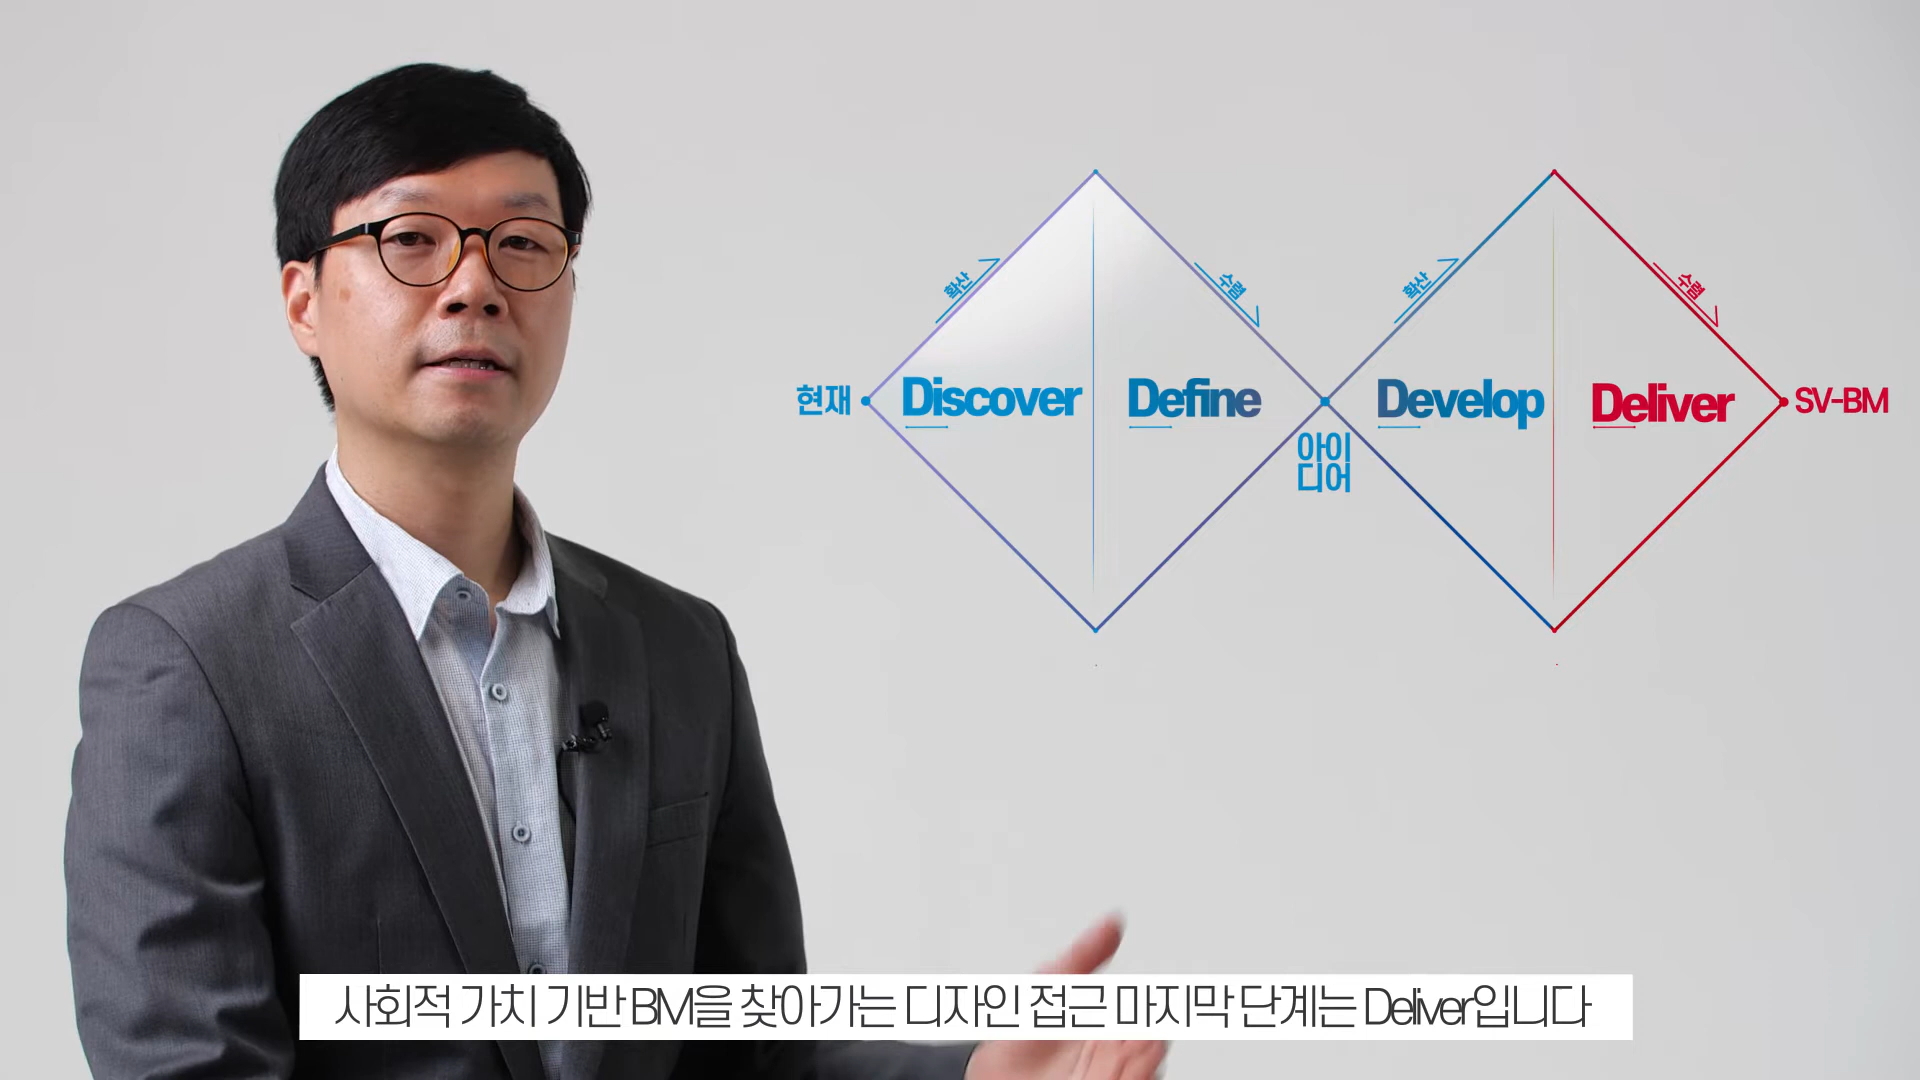 확산
수렴
확산
수렴
현재
Discover
Define
Develop
Deliver
SV-BM
아이
디어
사회적 가치 기반 BM을 찾아가는 디자인 접근 마지막 단계는 Deliver입니다